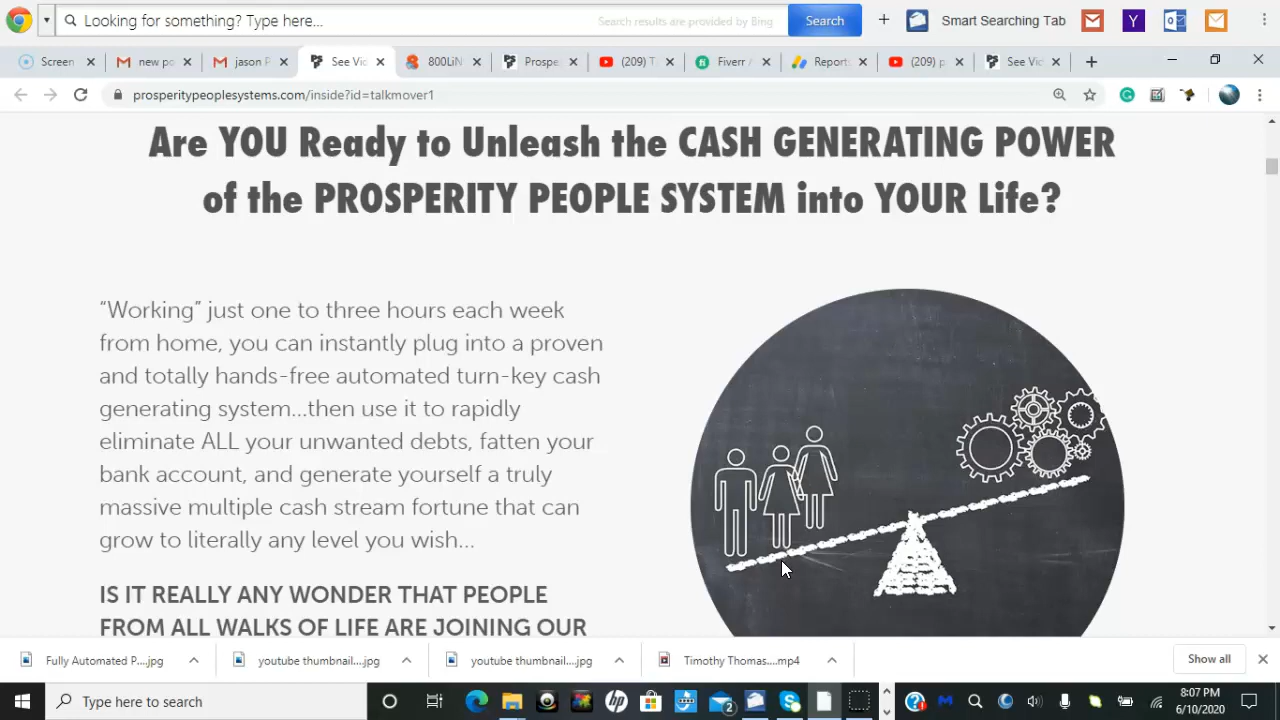 Looking for something? Type here...
Search results are provided by Bing
Search
Smart Searching Tab
Screen
new po
jason P
See Vic
800LiN
Prospe
(209) T
Fiverr /
Reports
(209) p
See Vic
prosperitypeoplesystems.com/inside?id=talkmover1
Are YOU Ready to Unleash the CASH GENERATING POWER
of the PROSPERITY PEOPLE SYSTEM into YOUR Life?
“Working” just one to three hours each week
from home, you can instantly plug into a proven
and totally hands-free automated turn-key cash
generating system...then use it to rapidly
eliminate ALL your unwanted debts, fatten your
bank account, and generate yourself a truly
massive multiple cash stream fortune that can
grow to literally any level you wish...
IS IT REALLY ANY WONDER THAT PEOPLE
FROM ALL WALKS OF LIFE ARE JOINING OUR
Fully Automated P....jpg
youtube thumbnail....jpg
youtube thumbnail....jpg
Timothy Thomas....mp4
Show all
Type here to search
hp
2
8:07 PM
6/10/2020